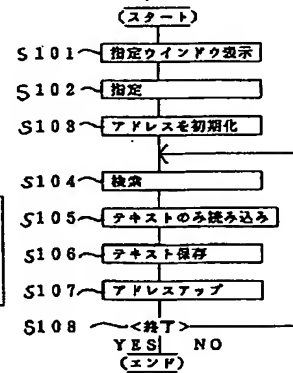 (スタート)
S101 指定ウインドウ表示
S102 指定
S108 アドレスを初期化
S104 検索
S105 テキストのみ読み込み
S106 テキスト保存
S107 アドレスアップ
S108 <終了>
YES NO
(エンド)